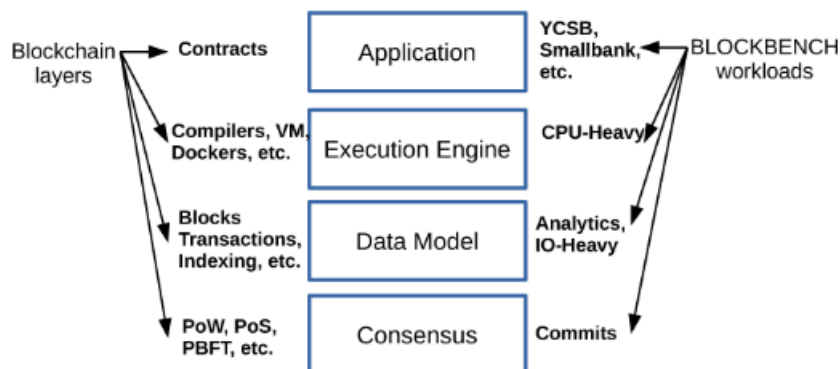 Blockchain
layers
Contracts
Application
YCSB,
Smallbank,
etc.
BLOCKBENCH
workloads
Compilers, VM,
Dockers, etc.
Execution Engine
CPU-Heavy
Blocks
Transactions,
Indexing, etc.
Data Model
Analytics,
IO-Heavy
PoW, PoS,
PBFT, etc.
Consensus
Commits